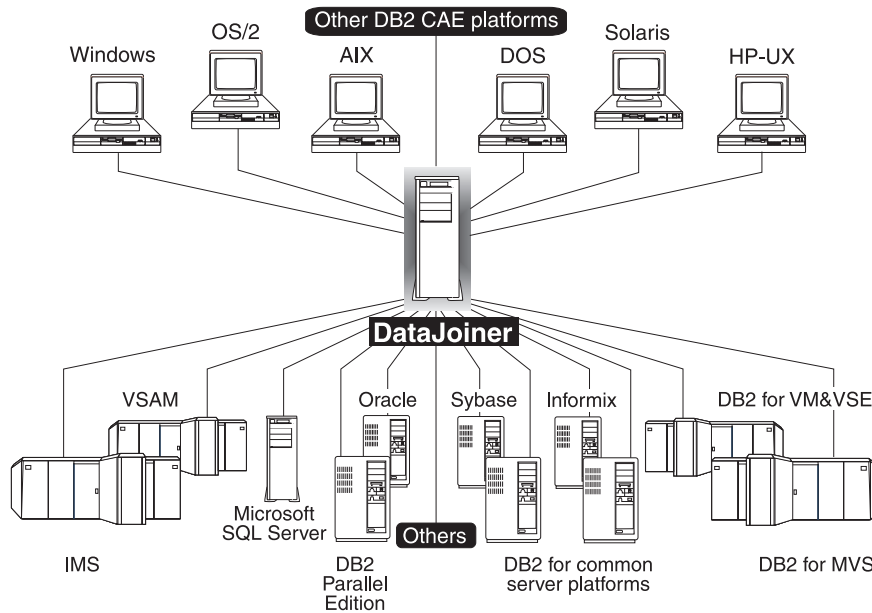 Other DB2 CAE platforms
Windows
OS/2
AIX
DOS
Solaris
HP-UX
DataJoiner
VSAM
Oracle
Sybase
Informix
DB2 for VM&VSE
IMS
Microsoft
SQL Server
DB2
Parallel
Edition
Others
DB2 for common
server platforms
DB2 for MVS